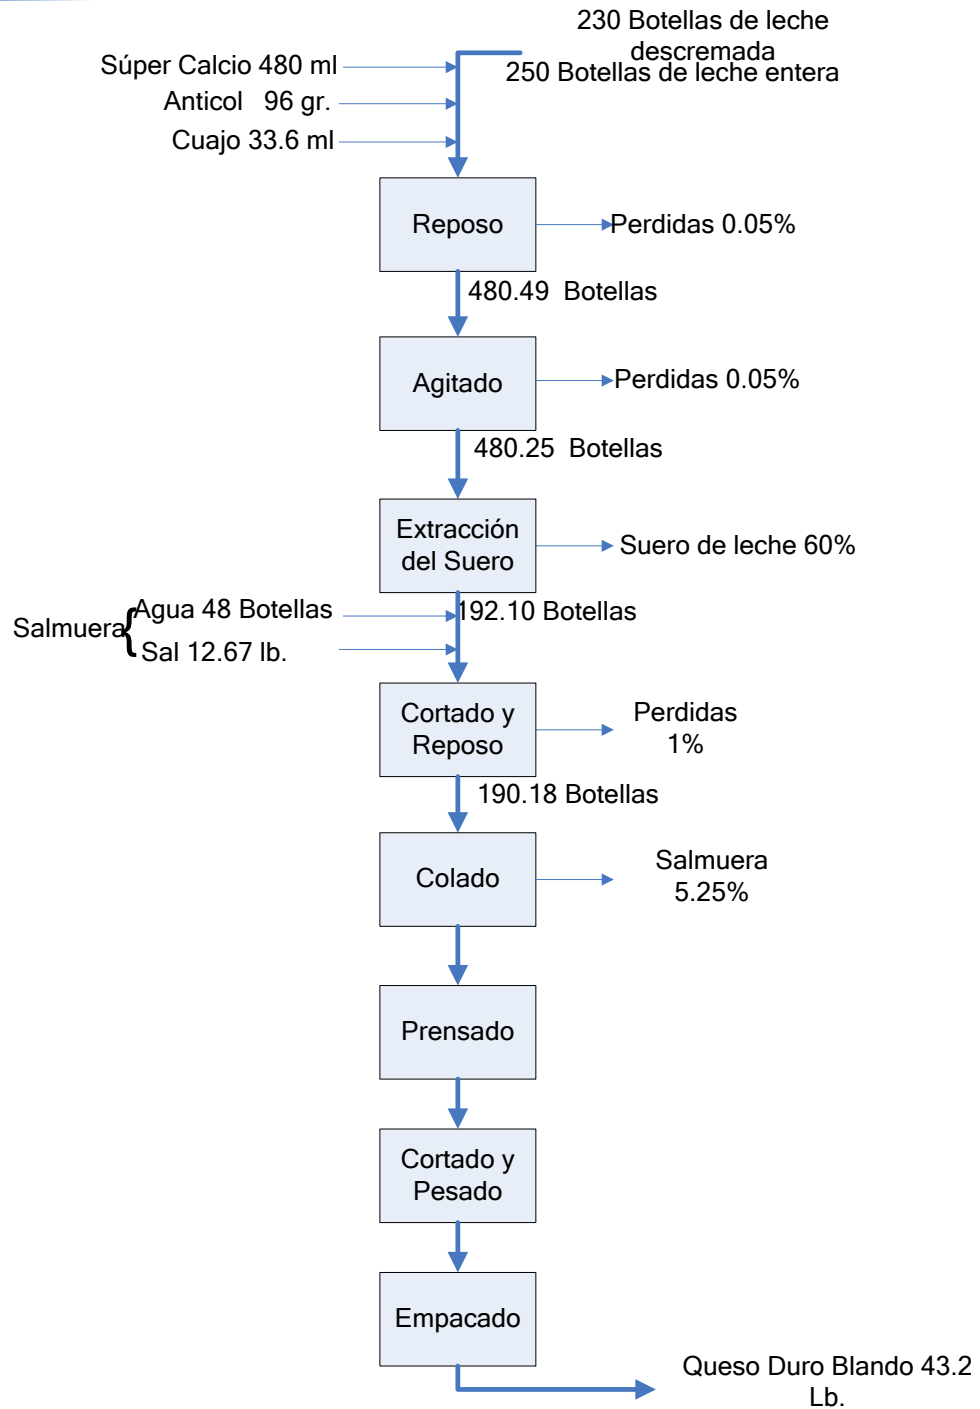 230 Botellas de leche
descremada
250 Botellas de leche entera
Súper Calcio 480 ml
Anticol 96 gr.
Cuajo 33.6 ml
Reposo
Perdidas 0.05%
480.49 Botellas
Agitado
Perdidas 0.05%
480.25 Botellas
Extracción
del Suero
Suero de leche 60%
192.10 Botellas
Salmuera
Agua 48 Botellas
Sal 12.67 lb.
Cortado y
Reposo
Perdidas
1%
190.18 Botellas
Colado
Salmuera
5.25%
Prensado
Cortado y
Pesado
Empacado
Queso Duro Blando 43.2
Lb.